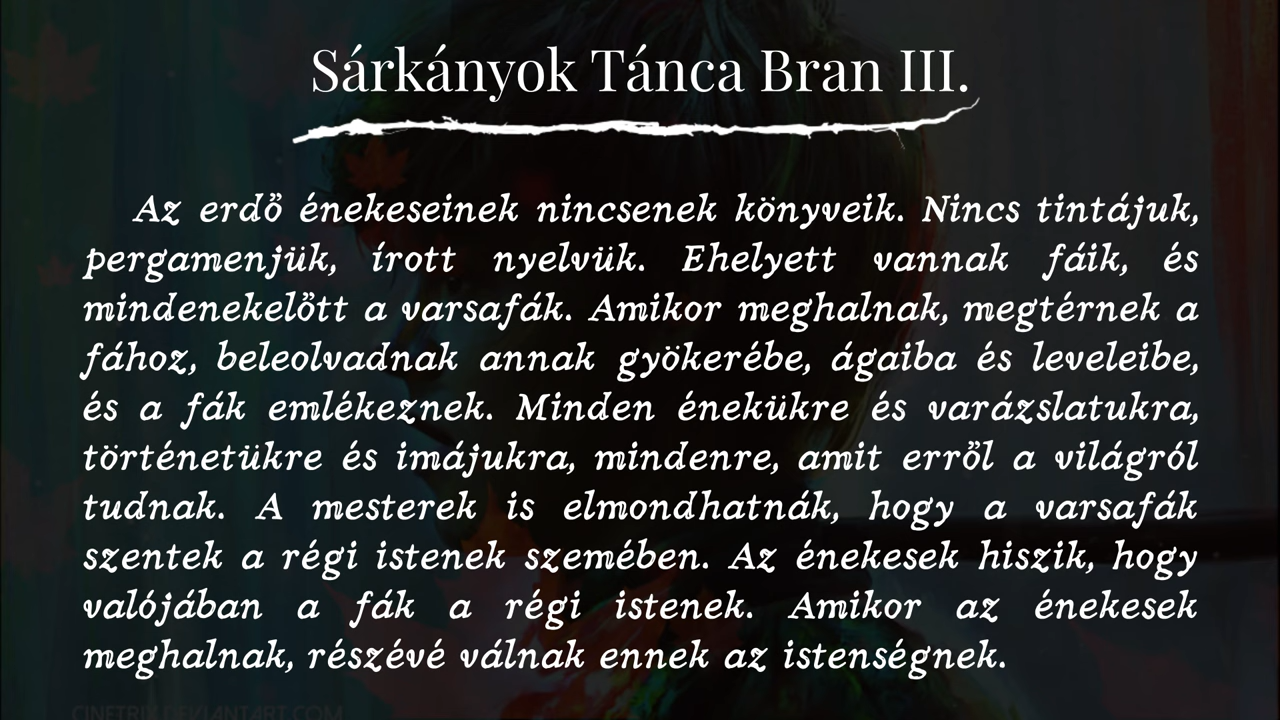 Sárkányok Tánca Bran III.
Az erdő énekeseinek nincsenek könyveik. Nincs tintájuk,
pergamenjük, írott nyelvük. Ehelyett vannak fáik, és
mindenekelőtt a varsafák. Amikor meghalnak, megtérnek a
fához, beleolvadnak annak gyökerébe, ágaiba és leveleibe,
és a fák emlékeznek. Minden énekükre és varázslatukra,
történetükre és imájukra, mindenre, amit erről a világról
tudnak. A mesterek is elmondhatnák, hogy a varsafák
szentek a régi istenek szemében. Az énekesek hiszik, hogy
valójában a fák a régi istenek. Amikor az énekesek
meghalnak, részévé válnak ennek az istenségnek.
CINETRIX.DEVIANTART.COM